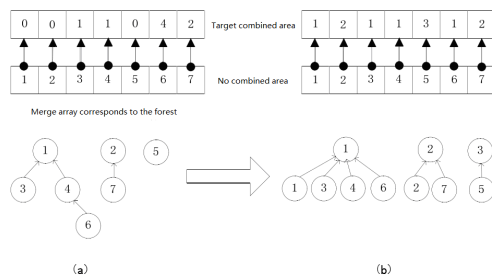 0 0 1 1 0 4 2
Target combined area
1 2 1 1 3 1 2
1 2 3 4 5 6 7
No combined area
1 2 3 4 5 6 7
Merge array corresponds to the forest
1 2 5
1 2 3
3 4 7
1 3 4 6 2 7 5
6
(a)
(b)